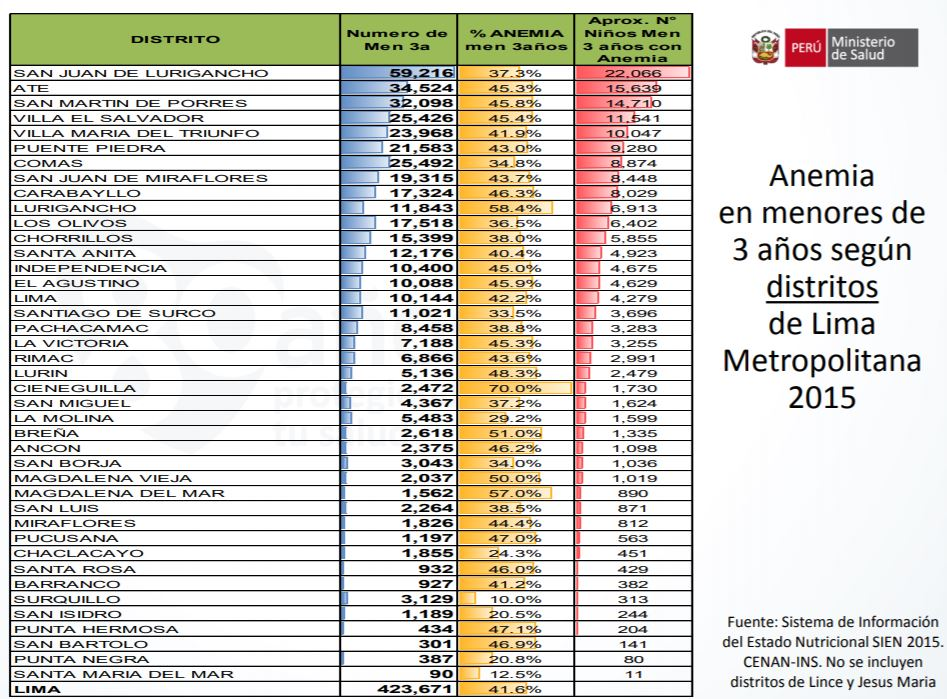 DISTRITO | Numero de Men 3a | % ANEMIA men 3años | Aprox. N° Niños Men 3 años con Anemia
SAN JUAN DE LURIGANCHO 59,216 37.3% 22,066
ATE 34,524 45.3% 15,639
SAN MARTIN DE PORRES 32,098 45.8% 14,710
VILLA EL SALVADOR 25,426 45.4% 11,541
VILLA MARIA DEL TRIUNFO 23,968 41.9% 10,047
PUENTE PIEDRA 21,583 43.0% 9,280
COMAS 25,492 34.8% 8,874
SAN JUAN DE MIRAFLORES 19,315 43.7% 8,448
CARABAYLLO 17,324 46.3% 8,029
LURIGANCHO 11,843 58.4% 6,913
LOS OLIVOS 17,518 36.5% 6,402
CHORRILLOS 15,399 38.0% 5,855
SANTA ANITA 12,176 40.4% 4,923
INDEPENDENCIA 10,400 45.0% 4,675
EL AGUSTINO 10,088 45.9% 4,629
LIMA 10,144 42.2% 4,279
SANTIAGO DE SURCO 11,021 33.5% 3,696
PACHACAMAC 8,458 38.8% 3,283
LA VICTORIA 7,188 45.3% 3,255
RIMAC 6,866 43.6% 2,991
LURIN 5,136 48.3% 2,479
CIENEGUILLA 2,472 70.0% 1,730
SAN MIGUEL 4,367 37.2% 1,624
LA MOLINA 5,483 29.2% 1,599
BREÑA 2,618 51.0% 1,335
ANCON 2,375 46.2% 1,098
SAN BORJA 3,043 34.0% 1,036
MAGDALENA VIEJA 2,037 50.0% 1,019
MAGDALENA DEL MAR 1,562 57.0% 890
SAN LUIS 2,264 38.5% 871
MIRAFLORES 1,826 44.4% 812
PUCUSANA 1,197 47.0% 563
CHACLACAYO 1,855 24.3% 451
SANTA ROSA 932 46.0% 429
BARRANCO 927 41.2% 382
SURQUILLO 3,129 10.0% 313
SAN ISIDRO 1,189 20.5% 244
PUNTA HERMOSA 434 47.1% 204
SAN BARTOLO 301 46.9% 141
PUNTA NEGRA 387 20.8% 80
SANTA MARIA DEL MAR 90 12.5% 11
LIMA 423,671 41.6%
PERÚ
Ministerio
de Salud
Anemia
en menores de
3 años según
distritos
de Lima
Metropolitana
2015
Fuente: Sistema de Información
del Estado Nutricional SIEN 2015.
CENAN-INS. No se incluyen
distritos de Lince y Jesus Maria